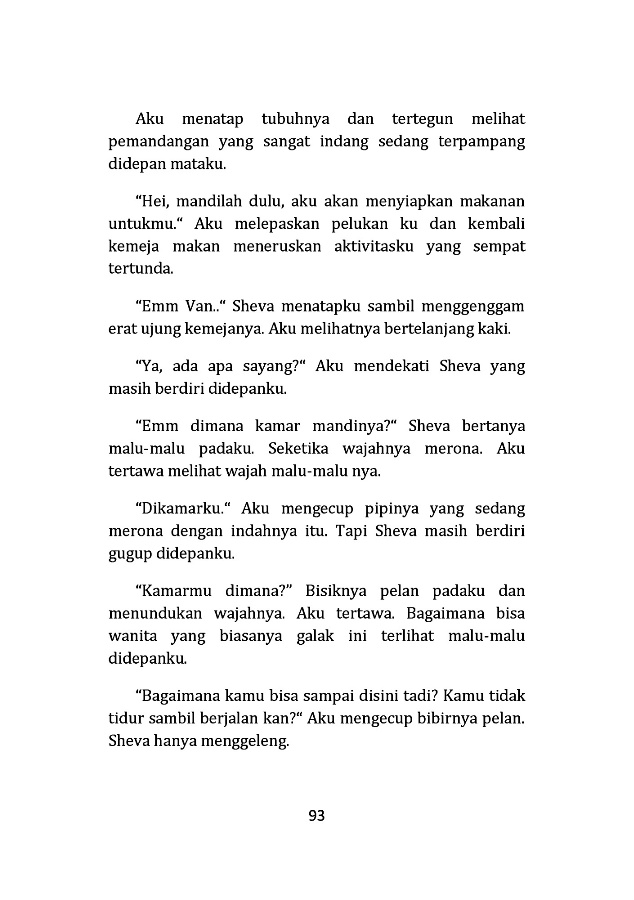 Aku menatap tubuhnya dan tertegun melihat
pemandangan yang sangat indang sedang terpampang
didepan mataku.
“Hei, mandilah dulu, aku akan menyiapkan makanan
untukmu.“ Aku melepaskan pelukan ku dan kembali
kemeja makan meneruskan aktivitasku yang sempat
tertunda.
“Emm Van..“ Sheva menatapku sambil menggenggam
erat ujung kemejanya. Aku melihatnya bertelanjang kaki.
“Ya, ada apa sayang?“ Aku mendekati Sheva yang
masih berdiri didepanku.
“Emm dimana kamar mandinya?“ Sheva bertanya
malu-malu padaku. Seketika wajahnya merona. Aku
tertawa melihat wajah malu-malu nya.
“Dikamarku.“ Aku mengecup pipinya yang sedang
merona dengan indahnya itu. Tapi Sheva masih berdiri
gugup didepanku.
“Kamarmu dimana?” Bisiknya pelan padaku dan
menundukan wajahnya. Aku tertawa. Bagaimana bisa
wanita yang biasanya galak ini terlihat malu-malu
didepanku.
“Bagaimana kamu bisa sampai disini tadi? Kamu tidak
tidur sambil berjalan kan?“ Aku mengecup bibirnya pelan.
Sheva hanya menggeleng.
93